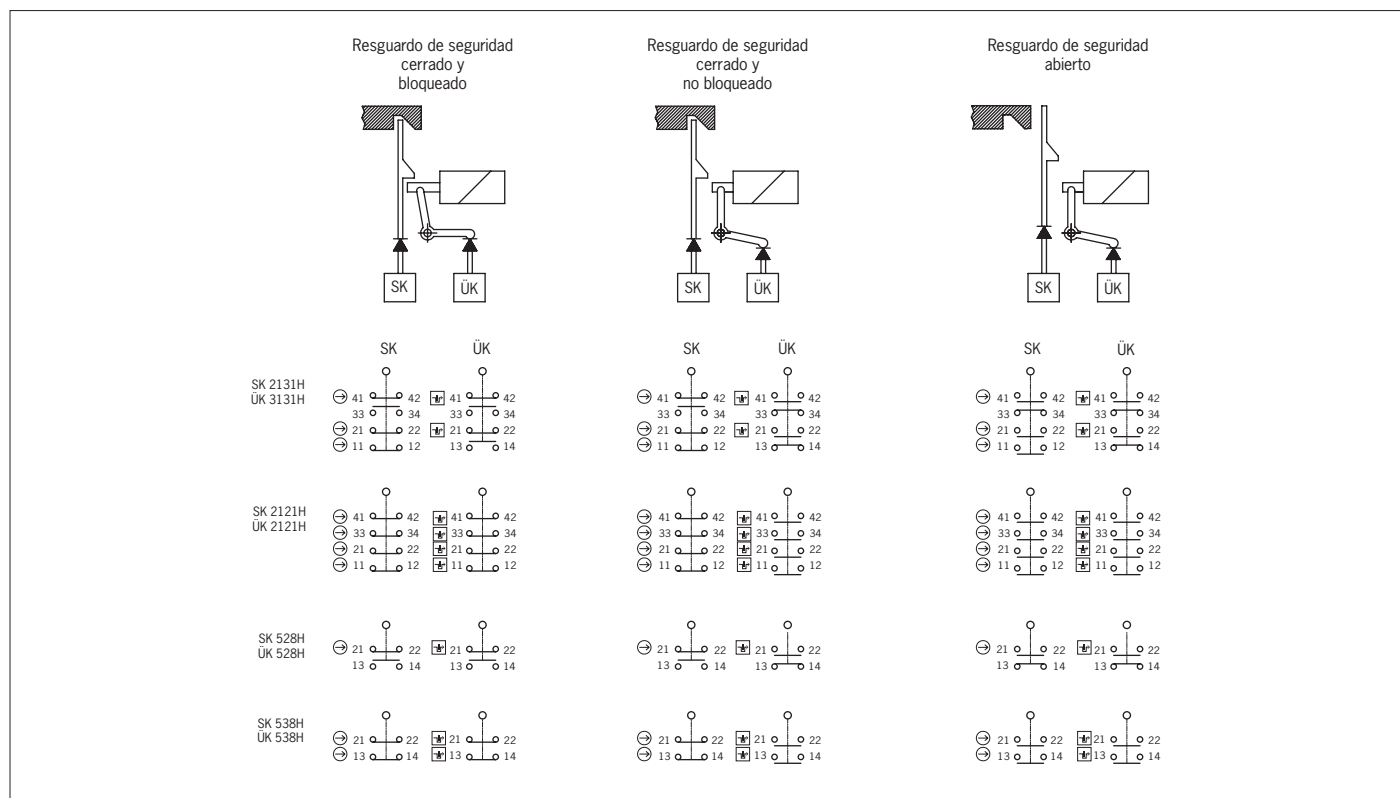 Resguardo de seguridad
cerrado y
bloqueado
Resguardo de seguridad
cerrado y
no bloqueado
Resguardo de seguridad
abierto
SK ÜK SK ÜK SK ÜK
SK ÜK SK ÜK SK ÜK
SK 2131H
ÜK 3131H
41 42 41 42 41 42 41 42 41 42 41 42
33 34 33 34 33 34 33 34 33 34 33 34
21 22 21 22 21 22 21 22 21 22 21 22
11 12 13 14 11 12 13 14 11 12 13 14
SK 2121H
ÜK 2121H
41 42 41 42 41 42 41 42 41 42 41 42
33 34 33 34 33 34 33 34 33 34 33 34
21 22 21 22 21 22 21 22 21 22 21 22
11 12 11 12 11 12 11 12 11 12 11 12
SK 528H
ÜK 528H
21 22 21 22 21 22 21 22 21 22 21 22
13 14 13 14 13 14 13 14 13 14 13 14
SK 538H
ÜK 538H
21 22 21 22 21 22 21 22 21 22 21 22
13 14 13 14 13 14 13 14 13 14 13 14